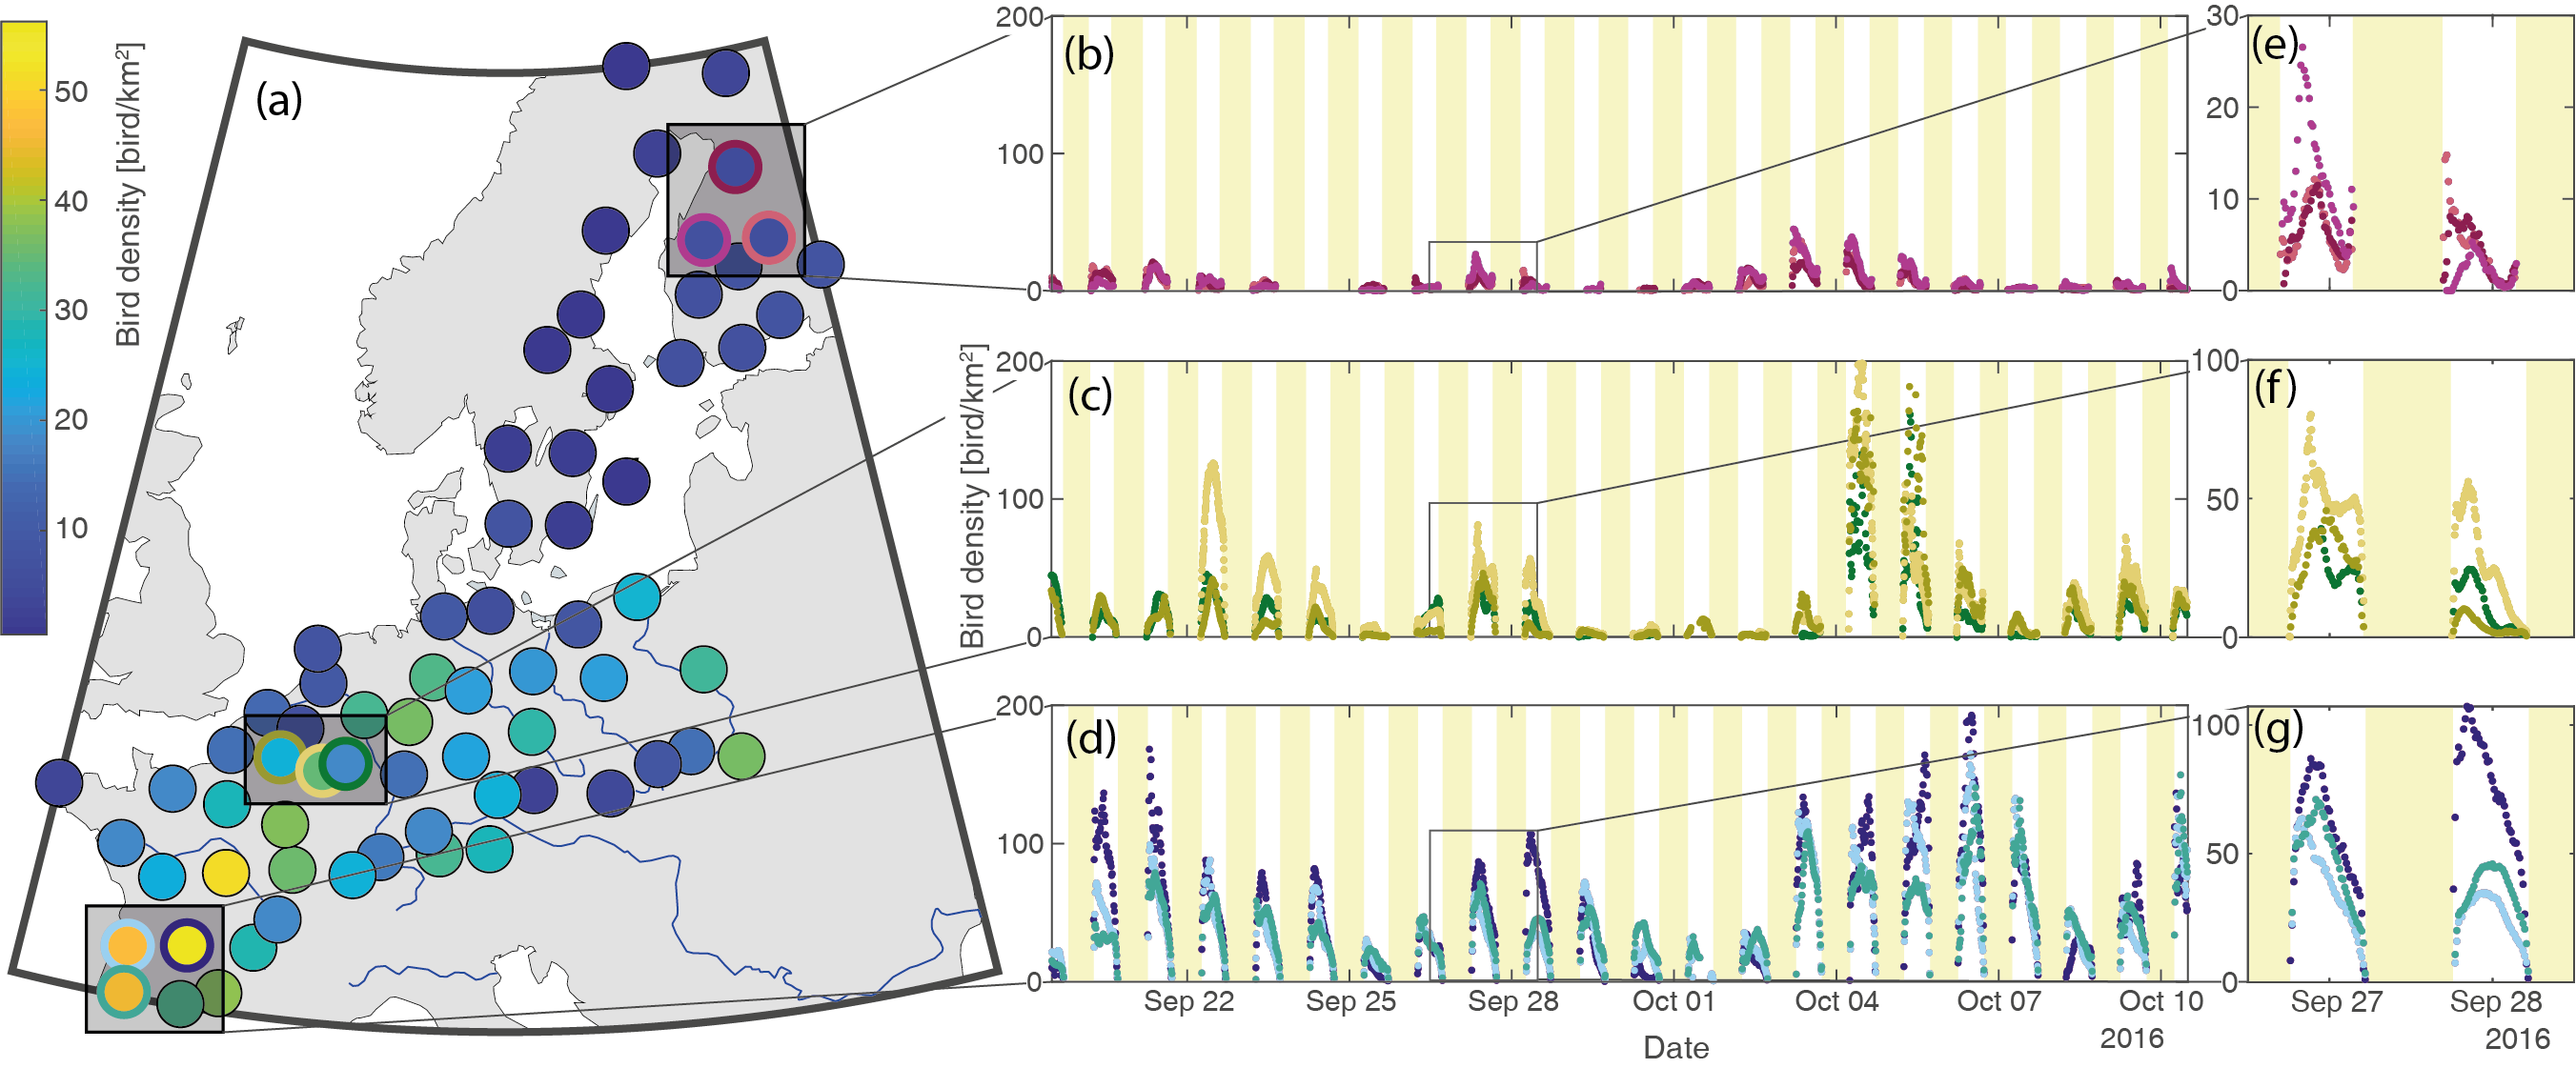 50
40
30
20
10
Bird density [bird/km²]
(a)
(b)
200
100
0
(c)
200
100
0
Bird density [bird/km²]
(d)
200
100
0
Sep 22
Sep 25
Sep 28
Oct 01
Oct 04
Oct 07
Oct 10
2016
Date
(e)
30
20
10
0
(f)
100
50
0
(g)
100
50
0
Sep 27
Sep 28
2016